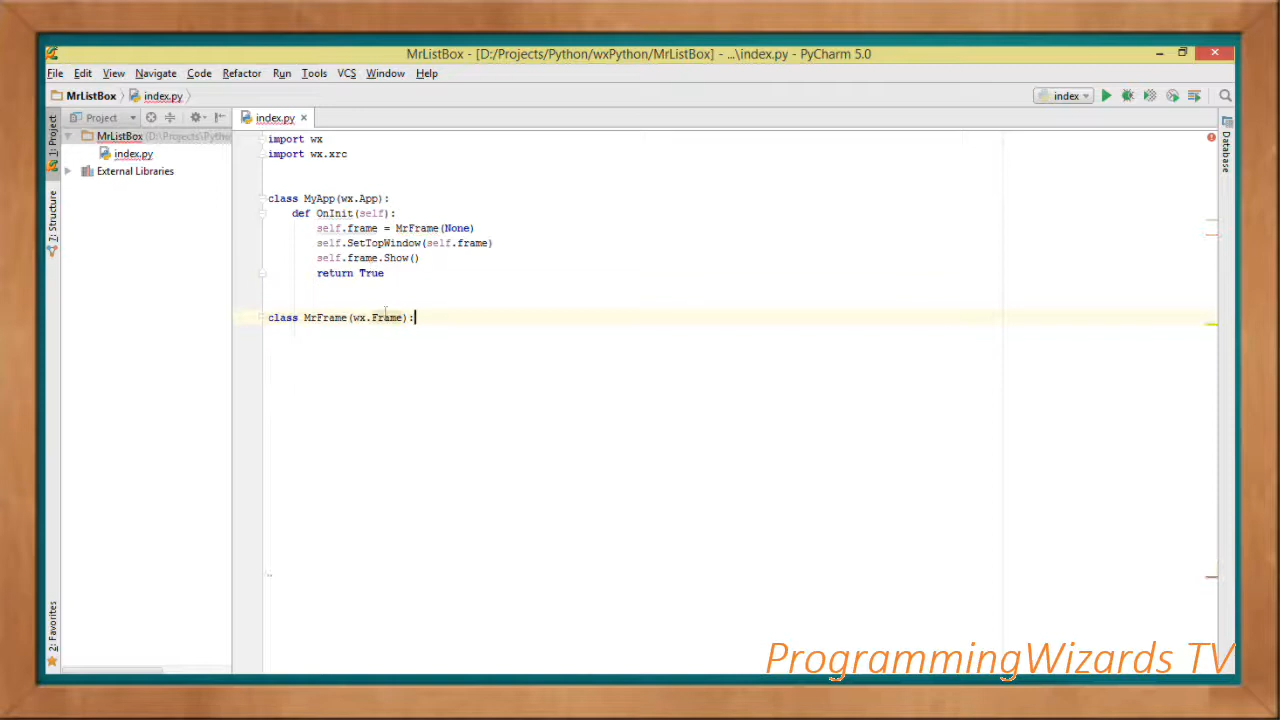 MrListBox - [D:/Projects/Python/wxPython/MrListBox] - ...\index.py - PyCharm 5.0
File Edit View Navigate Code Refactor Run Tools VCS Window Help
MrListBox index.py index
Project index.py
1: Project
MrListBox (D:\Projects\Pytho
index.py
External Libraries
7: Structure
2: Favorites
import wx
import wx.xrc
class MyApp(wx.App):
def OnInit(self):
self.frame = MrFrame(None)
self.SetTopWindow(self.frame)
self.frame.Show()
return True
class MrFrame(wx.Frame):
Database
ProgrammingWizards TV